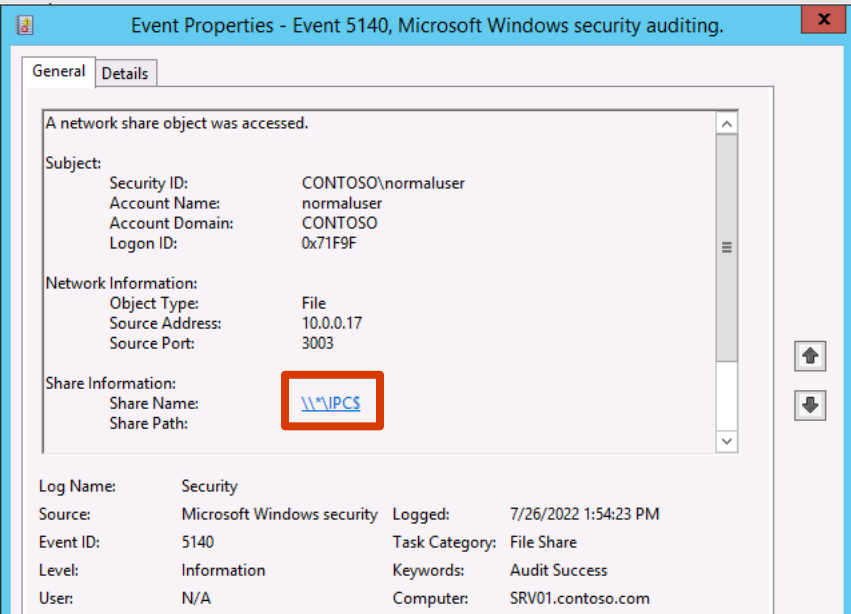 Event Properties - Event 5140, Microsoft Windows security auditing.
x
General Details
A network share object was accessed.
Subject:
Security ID: CONTOSO\normaluser
Account Name: normaluser
Account Domain: CONTOSO
Logon ID: 0x71F9F
Network Information:
Object Type: File
Source Address: 10.0.0.17
Source Port: 3003
Share Information:
Share Name: \\*\IPC$
Share Path:
Log Name: Security
Source: Microsoft Windows security Logged: 7/26/2022 1:54:23 PM
Event ID: 5140 Task Category: File Share
Level: Information Keywords: Audit Success
User: N/A Computer: SRV01.contoso.com